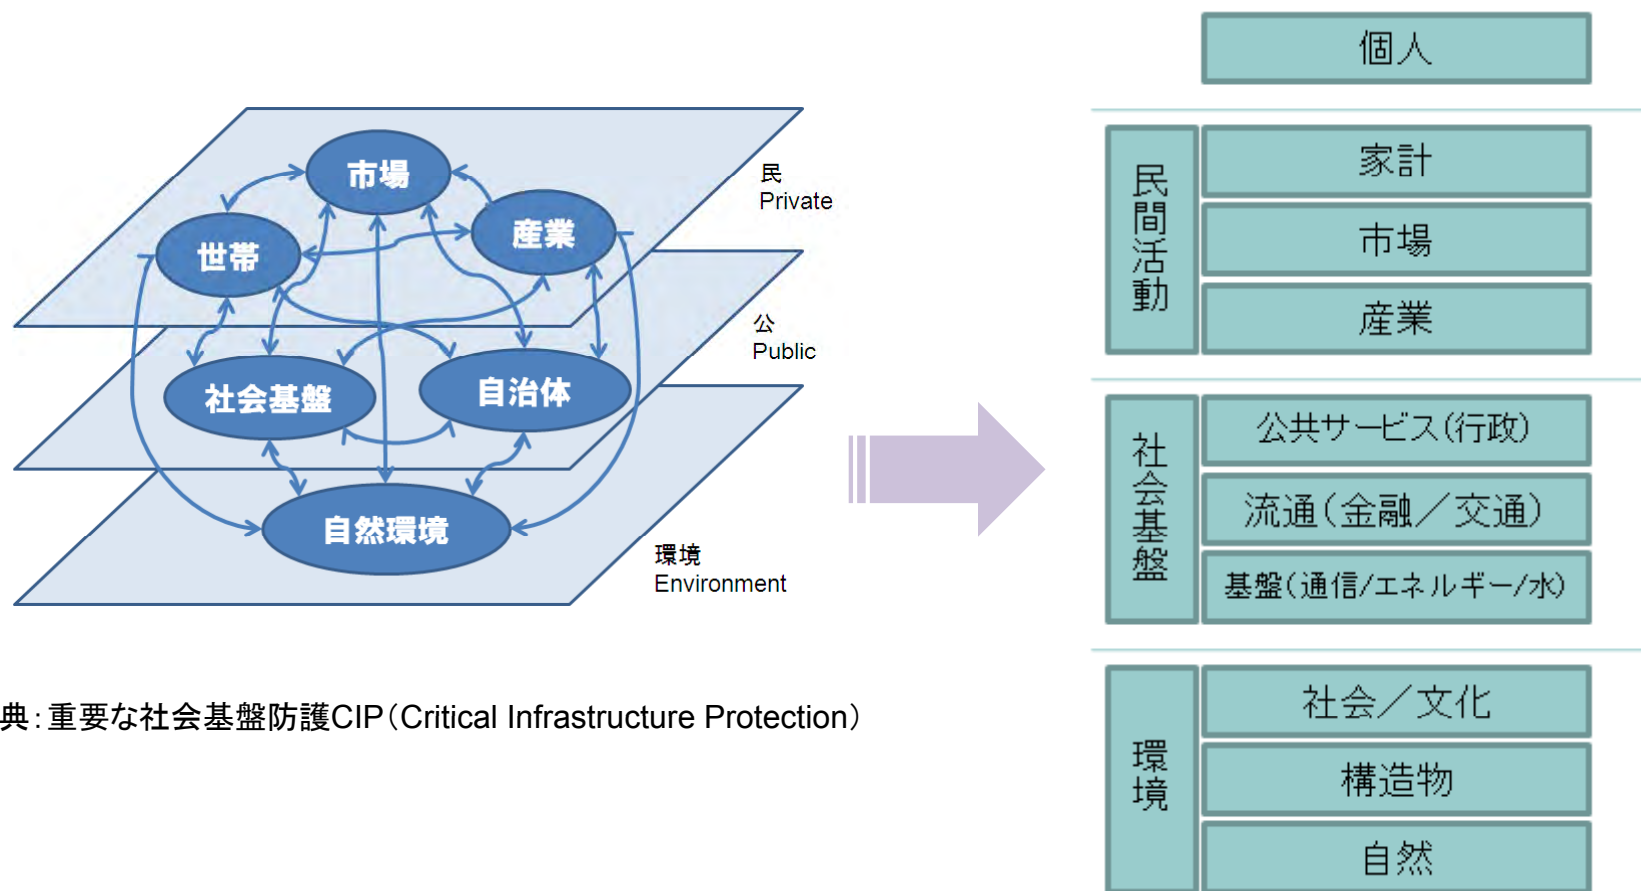 市場
民
Private
産業
世帯
公
Public
社会基盤
自治体
自然環境
環境
Environment
典：重要な社会基盤防護CIP（Critical Infrastructure Protection）
個人
民間活動
家計
市場
産業
社会基盤
公共サービス(行政)
流通(金融／交通)
基盤(通信/エネルギー/水)
環境
社会／文化
構造物
自然